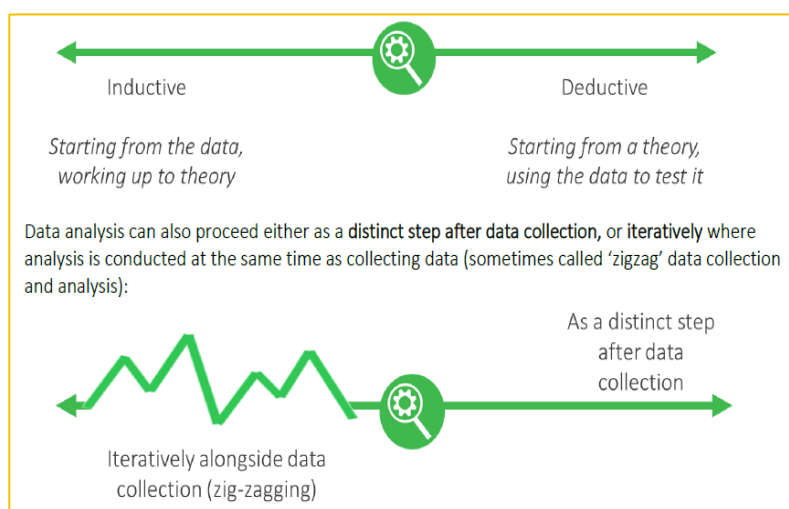 Inductive
Deductive
Starting from the data,
working up to theory
Starting from a theory,
using the data to test it
Data analysis can also proceed either as a distinct step after data collection, or iteratively where
analysis is conducted at the same time as collecting data (sometimes called ‘zigzag’ data collection
and analysis):
As a distinct step
after data
collection
Iteratively alongside data
collection (zig-zagging)